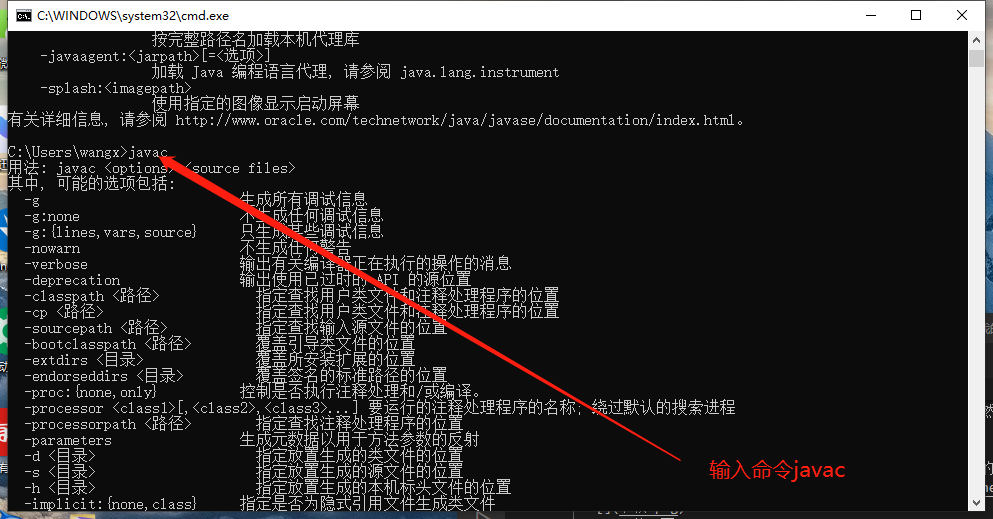 C:\WINDOWS\system32\cmd.exe
按完整路径名加载本机代理库
-javaagent:<jarpath>[=<选项>]
加载 Java 编程语言代理, 请参阅 java.lang.instrument
-splash:<imagepath>
使用指定的图像显示启动屏幕
有关详细信息, 请参阅 http://www.oracle.com/technetwork/java/javase/documentation/index.html。
C:\Users\wangx>javac
用法: javac <options> <source files>
其中, 可能的选项包括:
-g 生成所有调试信息
-g:none 不生成任何调试信息
-g:{lines,vars,source} 只生成某些调试信息
-nowarn 不生成任何警告
-verbose 输出有关编译器正在执行的操作的消息
-deprecation 输出使用已过时的 API 的源位置
-classpath <路径> 指定查找用户类文件和注释处理程序的位置
-cp <路径> 指定查找用户类文件和注释处理程序的位置
-sourcepath <路径> 指定查找输入源文件的位置
-bootclasspath <路径> 覆盖引导类文件的位置
-extdirs <目录> 覆盖所安装扩展的位置
-endorseddirs <目录> 覆盖签名的标准路径的位置
-proc:{none,only} 控制是否执行注释处理和/或编译。
-processor <class1>[,<class2>,<class3>...] 要运行的注释处理程序的名称; 绕过默认的搜索进程
-processorpath <路径> 指定查找注释处理程序的位置
-parameters 生成元数据以用于方法参数的反射
-d <目录> 指定放置生成的类文件的位置
-s <目录> 指定放置生成的源文件的位置
-h <目录> 指定放置生成的本机标头文件的位置
-implicit:{none,class} 指定是否为隐式引用文件生成类文件
输入命令javac